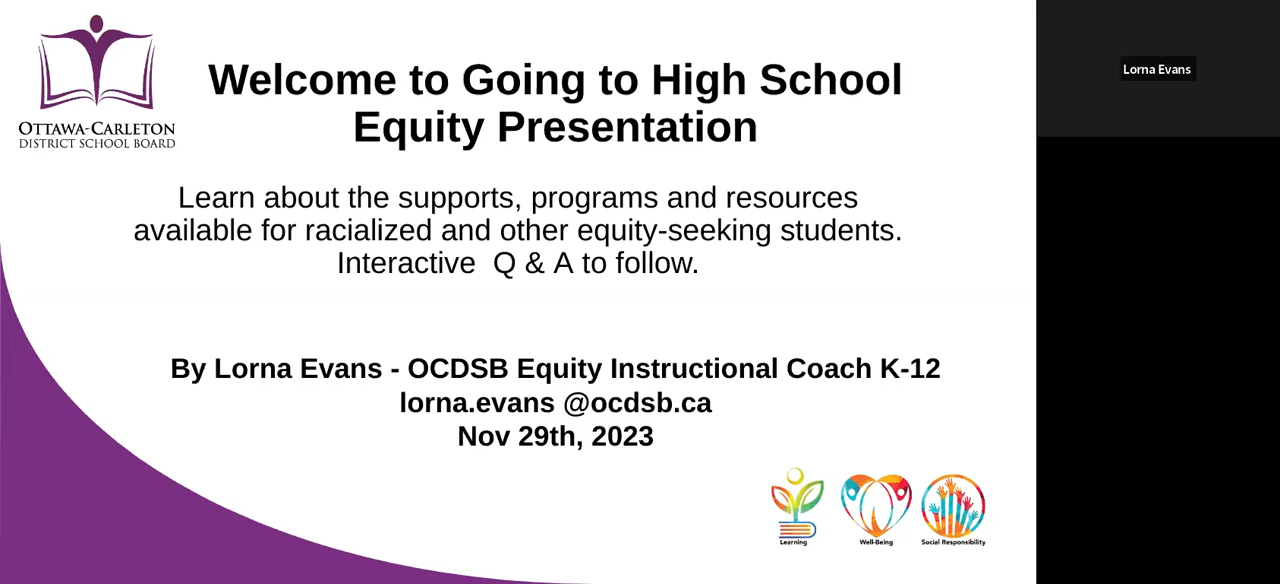 Welcome to Going to High School
Equity Presentation
OTTAWA-CARLETON
DISTRICT SCHOOL BOARD
Learn about the supports, programs and resources
available for racialized and other equity-seeking students.
Interactive  Q & A to follow.
By Lorna Evans - OCDSB Equity Instructional Coach K-12
lorna.evans @ocdsb.ca
Nov 29th, 2023
Learning
Well-Being
Social Responsibility
Lorna Evans